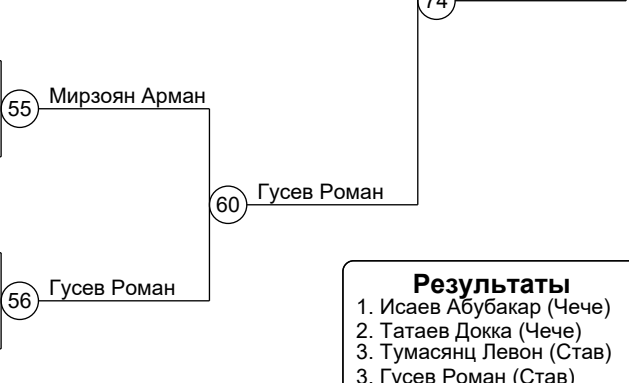 74
Мирзоян Арман
55
Гусев Роман
60
Гусев Роман
56
Результаты
1. Исаев Абубакар (Чече)
2. Татаев Докка (Чече)
3. Тумасянц Левон (Став)
3. Гусев Роман (Став)